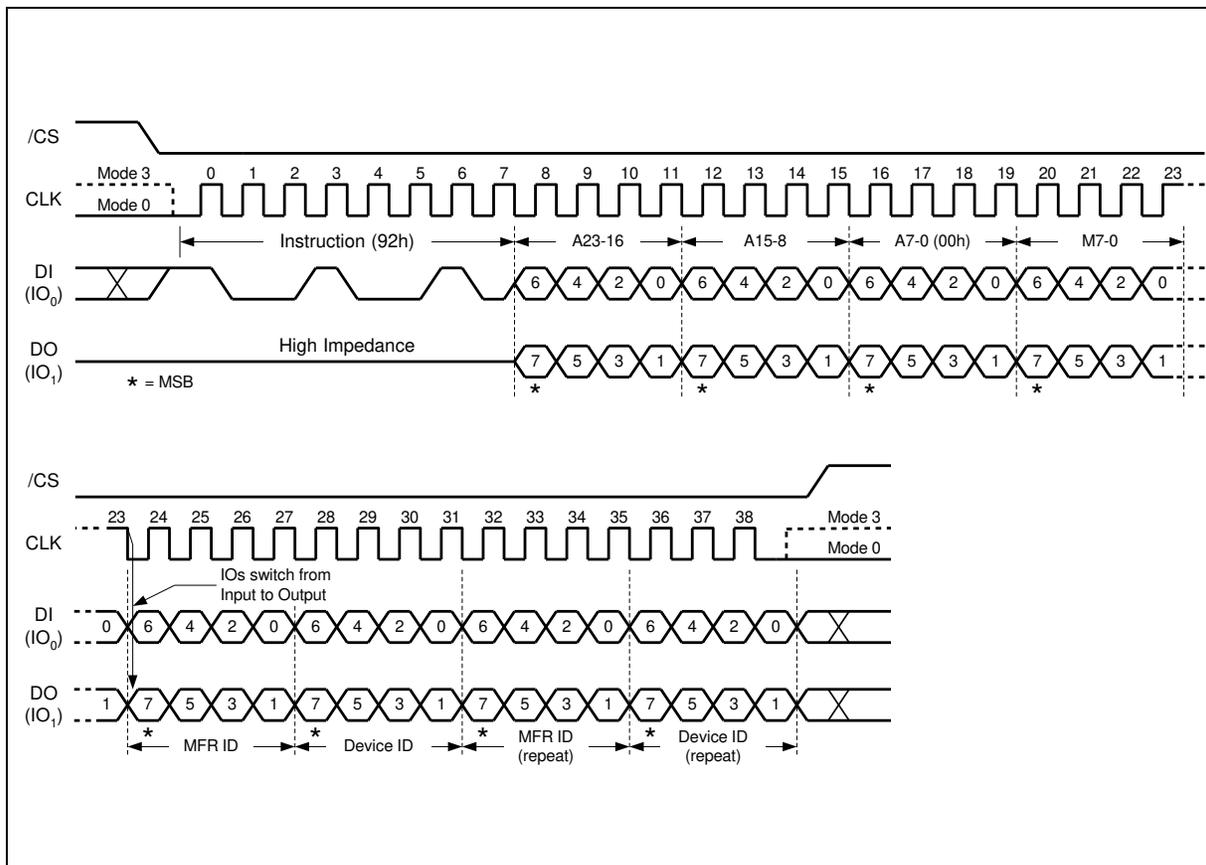 /CS
Mode 3 0 1 2 3 4 5 6 7 8 9 10 11 12 13 14 15 16 17 18 19 20 21 22 23
CLK
Mode 0
Instruction (92h) A23-16 A15-8 A7-0 (00h) M7-0
DI
(IO0) 6 4 2 0 6 4 2 0 6 4 2 0 6 4 2 0
High Impedance
DO
(IO1) 7 5 3 1 7 5 3 1 7 5 3 1 7 5 3 1
* = MSB * * * *
/CS
23 24 25 26 27 28 29 30 31 32 33 34 35 36 37 38 Mode 3
CLK
Mode 0
IOs switch from
Input to Output
DI
(IO0) 0 6 4 2 0 6 4 2 0 6 4 2 0 6 4 2 0
DO
(IO1) 1 7 5 3 1 7 5 3 1 7 5 3 1 7 5 3 1
* * * *
MFR ID Device ID MFR ID Device ID
(repeat) (repeat)